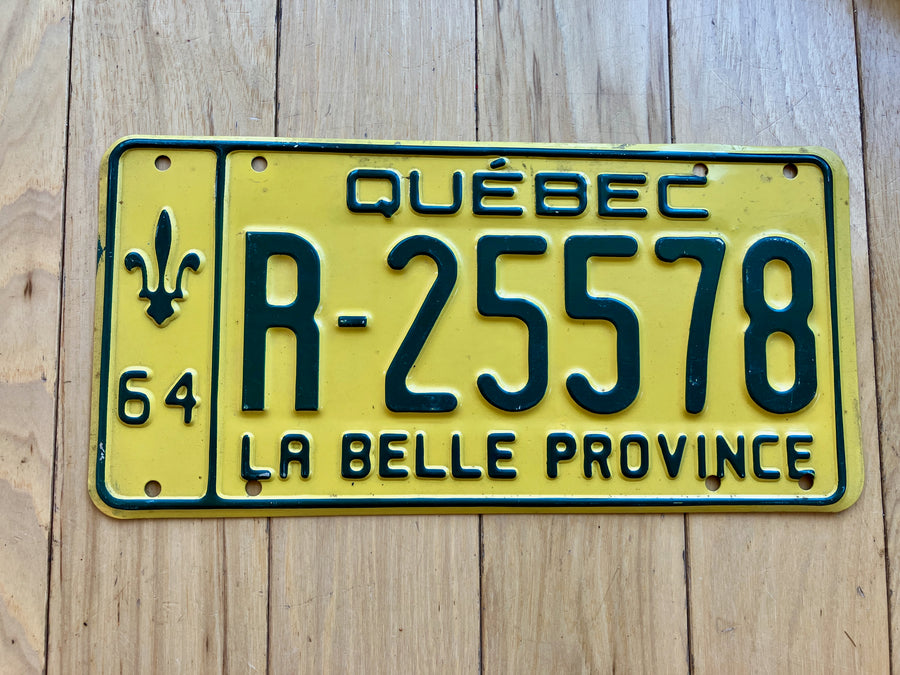 QUÉBEC
R-25578
64
LA BELLE PROVINCE